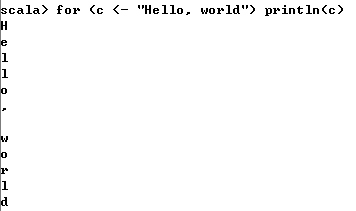 scala> for (c <- "Hello, world") println(c)
H
e
l
l
o
,

w
o
r
l
d